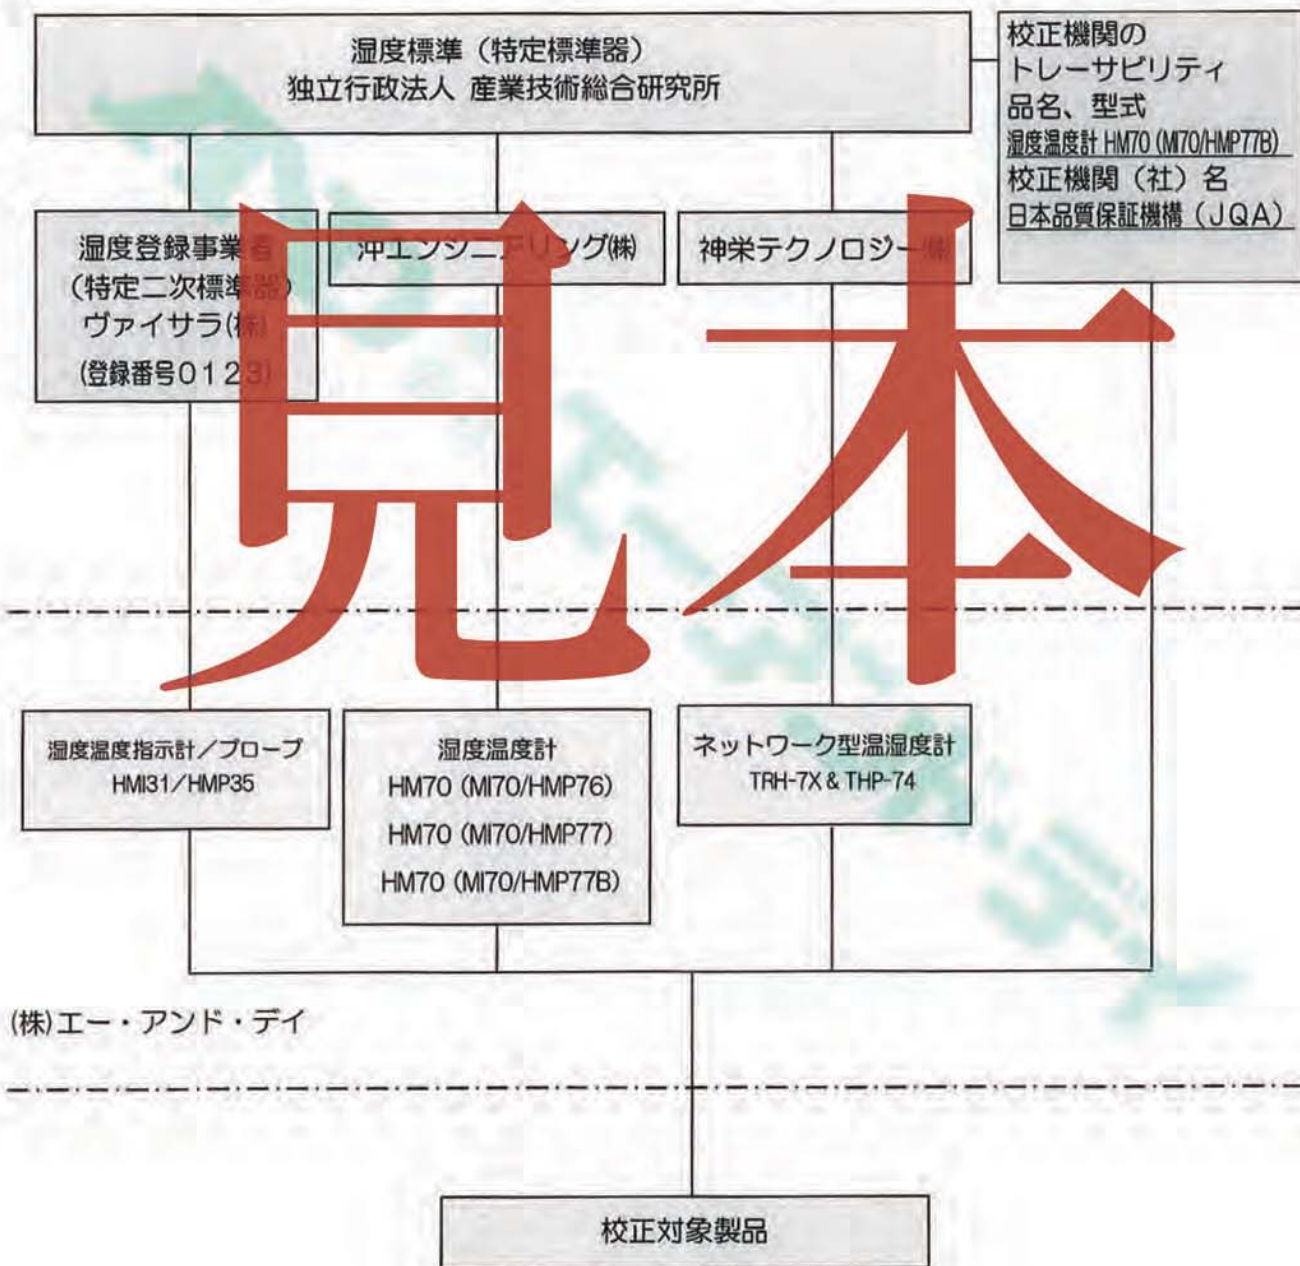 湿度標準（特定標準器）
独立行政法人 産業技術総合研究所
校正機関の
トレーサビリティ
品名、型式
湿度温度計 HM70 (MI70/HMP77B)
校正機関（社）名
日本品質保証機構（ＪＱＡ）
湿度登録事業者
（特定二次標準器）
ヴァイサラ(株)
(登録番号０１２３)
沖エンジニアリング(株)
神栄テクノロジー(株)
見本
湿度温度指示計／プローブ
HMI31／HMP35
湿度温度計
HM70 (MI70/HMP76)
HM70 (MI70/HMP77)
HM70 (MI70/HMP77B)
ネットワーク型温湿度計
TRH-7X & THP-74
(株)エー・アンド・デイ
校正対象製品